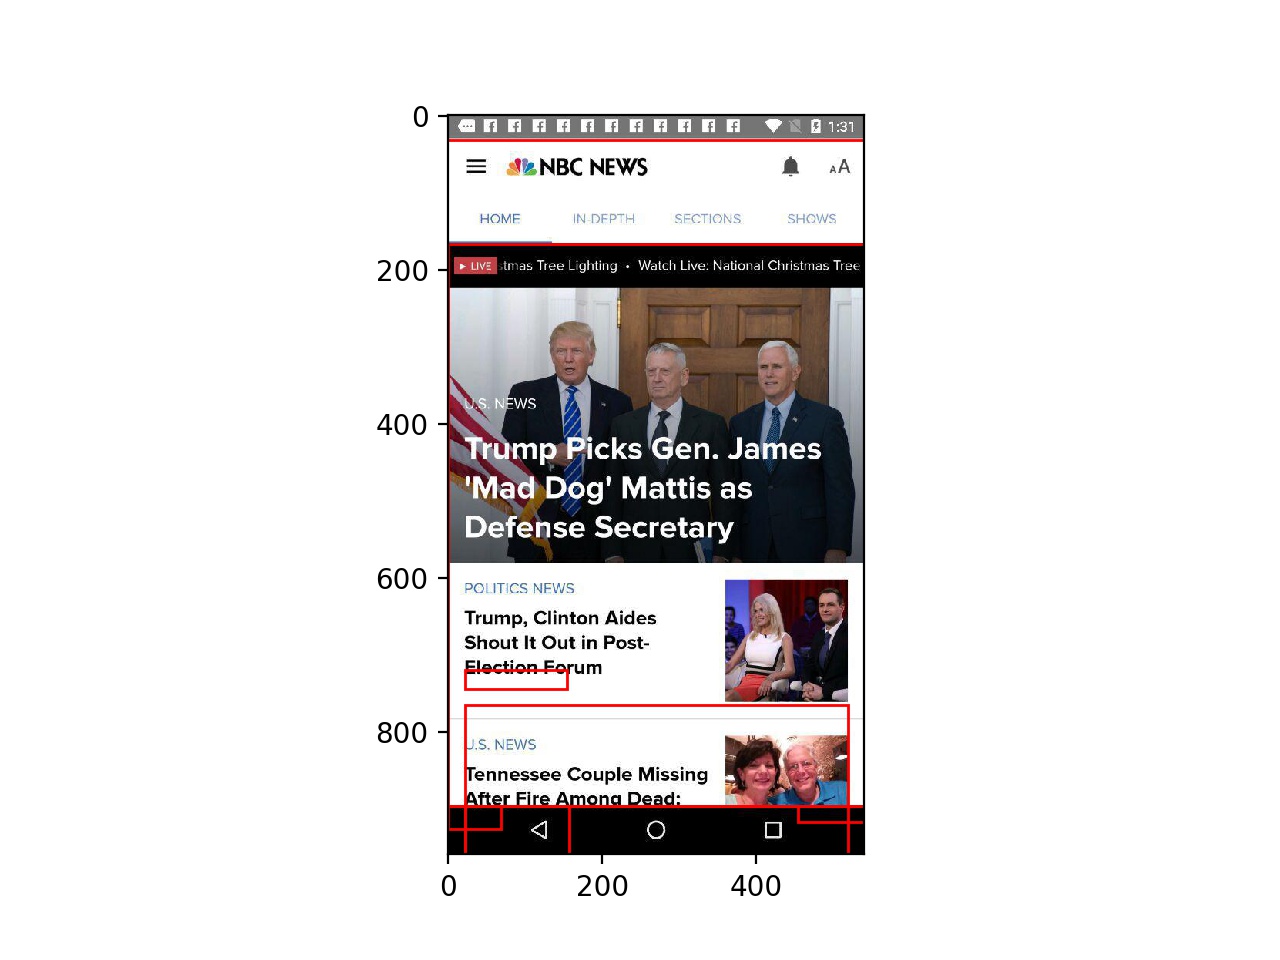 0
1:31
NBC NEWS
AA
HOME
IN-DEPTH
SECTIONS
SHOWS
200
LIVE
stmas Tree Lighting • Watch Live: National Christmas Tree
400
U.S. NEWS
Trump Picks Gen. James
'Mad Dog' Mattis as
Defense Secretary
600
POLITICS NEWS
Trump, Clinton Aides
Shout It Out in Post-
Election Forum
800
U.S. NEWS
Tennessee Couple Missing
After Fire Among Dead:
0
200
400